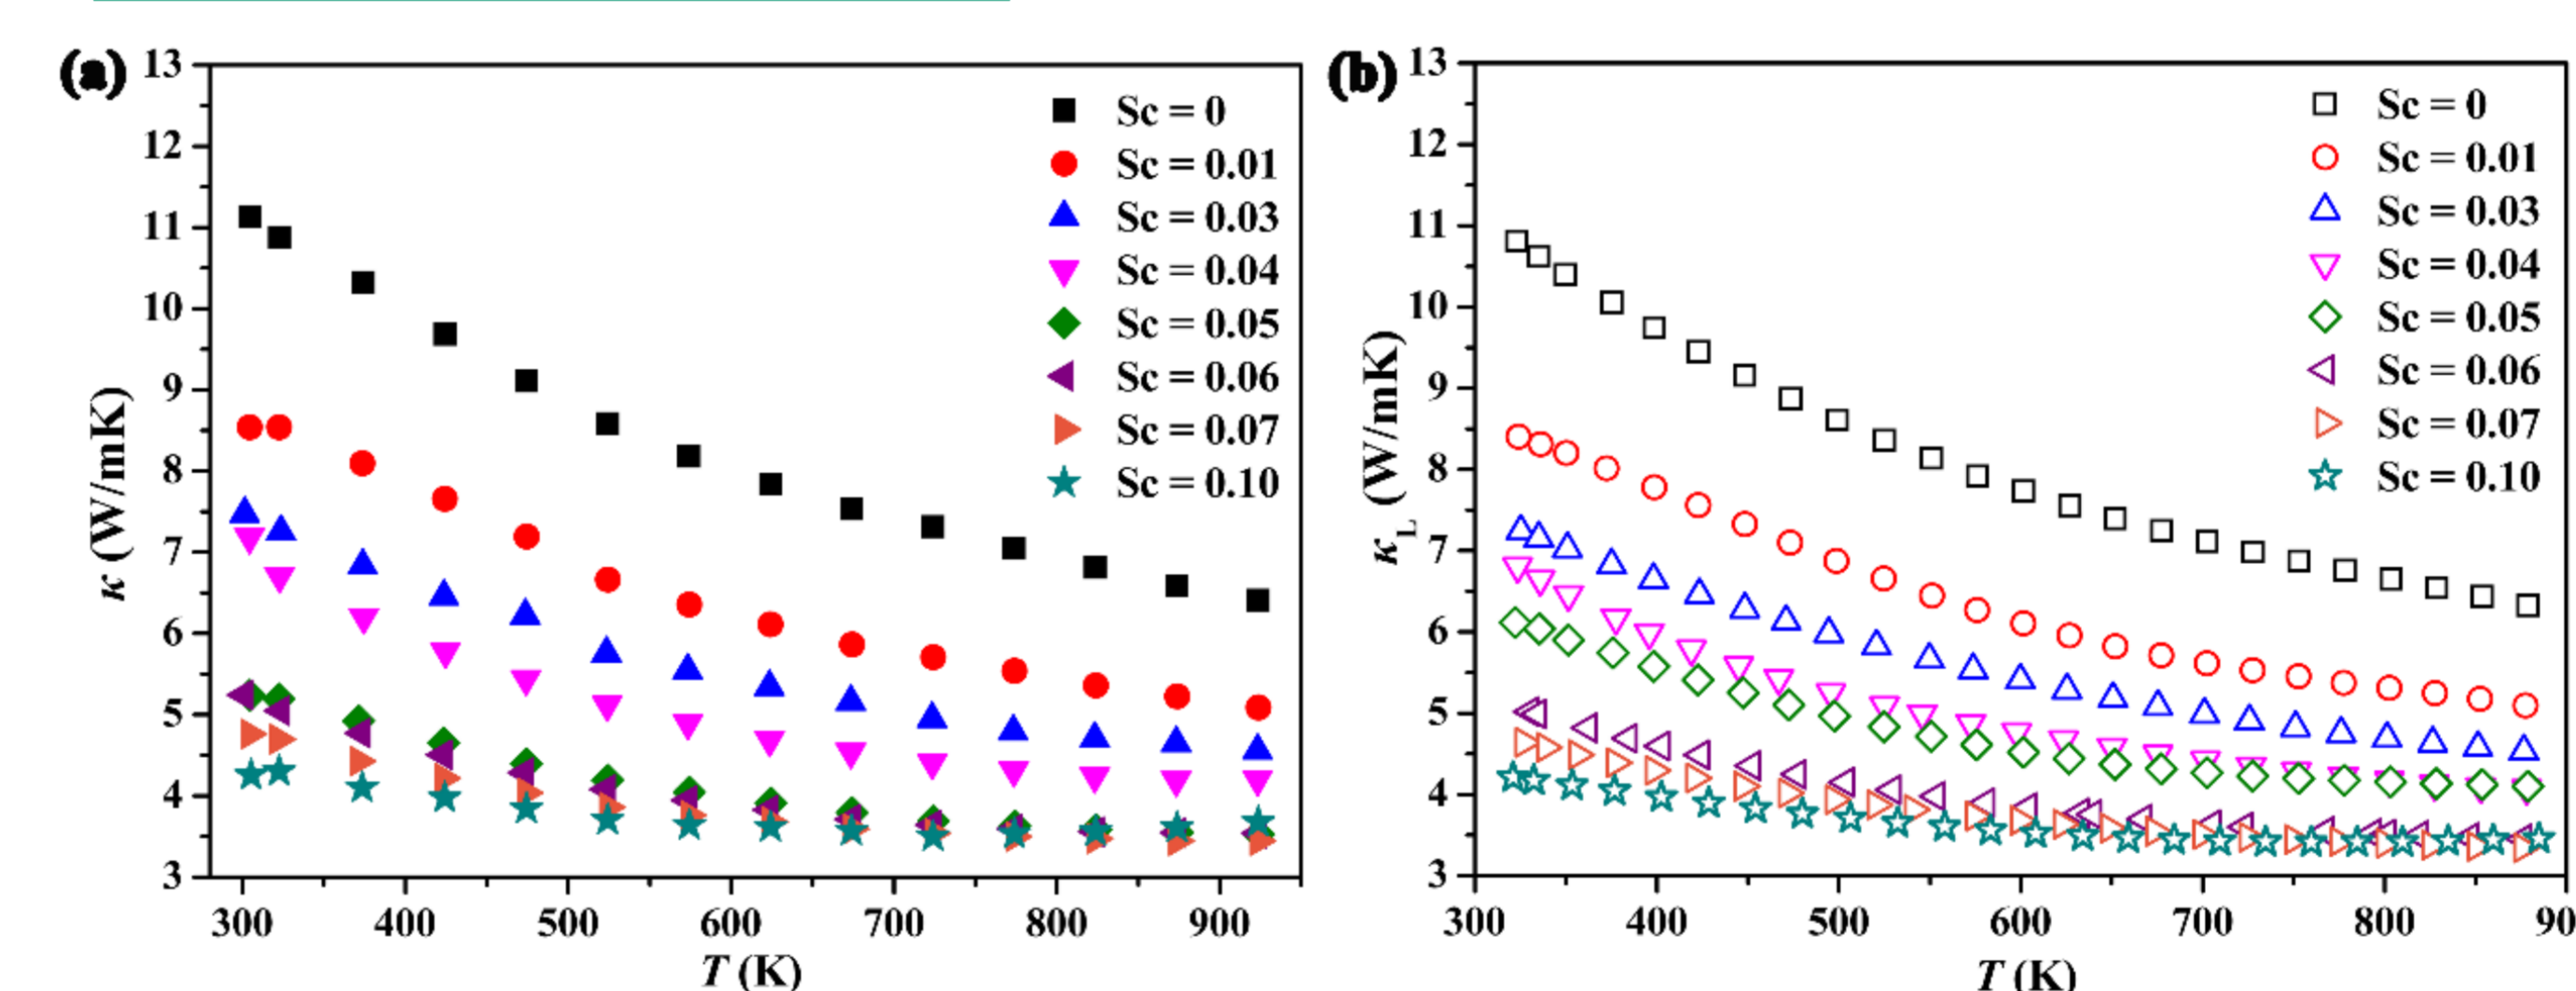 (a)
κ (W/mK)
13
12
11
10
9
8
7
6
5
4
3
Sc = 0
Sc = 0.01
Sc = 0.03
Sc = 0.04
Sc = 0.05
Sc = 0.06
Sc = 0.07
Sc = 0.10
300 400 500 600 700 800 900
T (K)
(b)
κL (W/mK)
13
12
11
10
9
8
7
6
5
4
3
Sc = 0
Sc = 0.01
Sc = 0.03
Sc = 0.04
Sc = 0.05
Sc = 0.06
Sc = 0.07
Sc = 0.10
300 400 500 600 700 800 90
T (K)